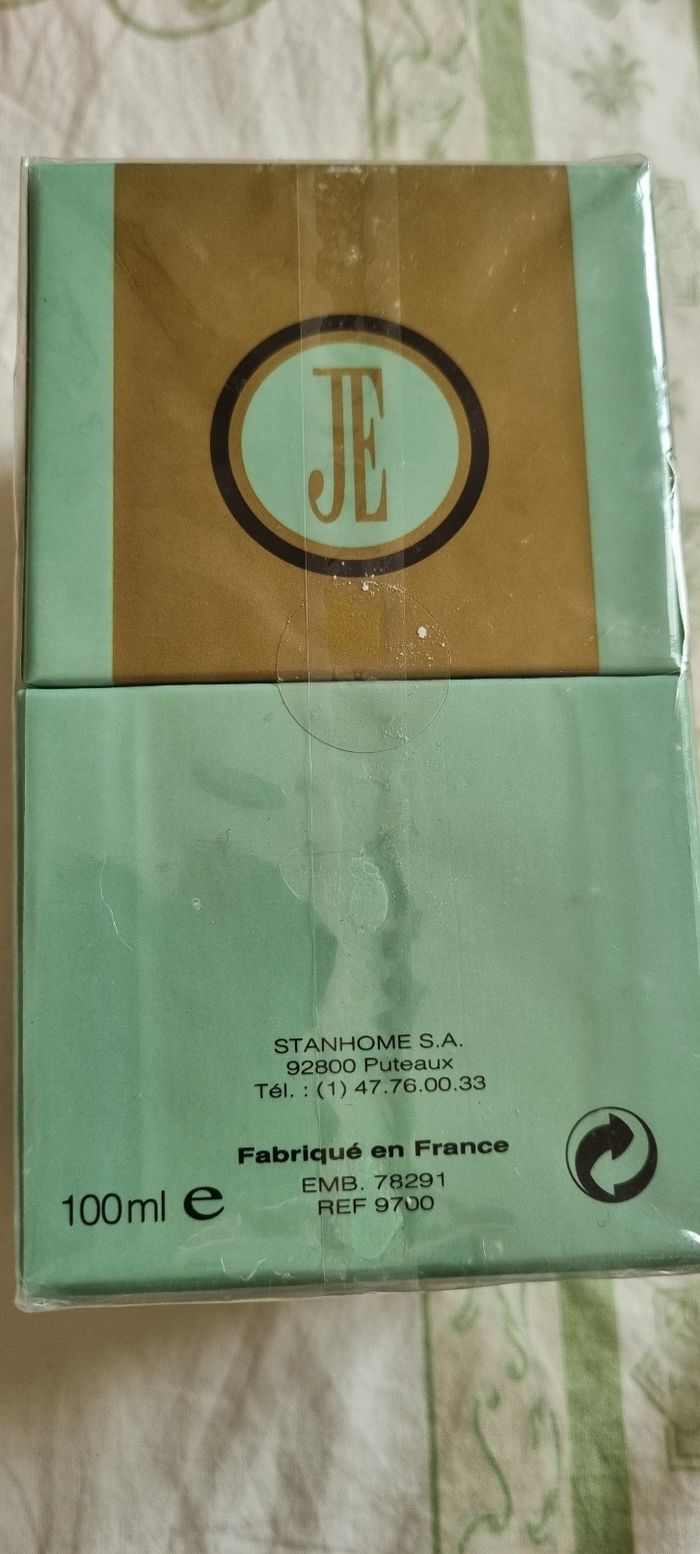 JE
STANHOME S.A.
92800 Puteaux
Tél. : (1) 47.76.00.33
Fabriqué en France
EMB. 78291
REF 9700
100ml e